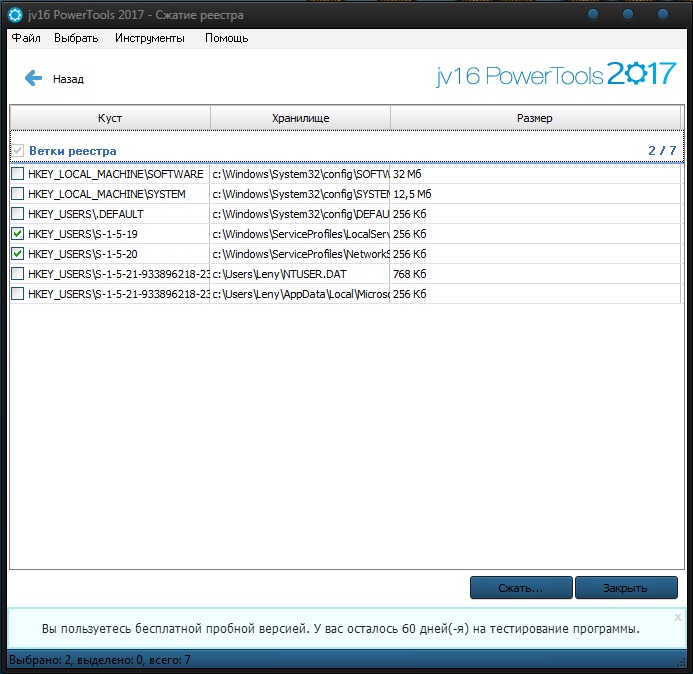 jv16 PowerTools 2017 - Сжатие реестра
Файл Выбрать Инструменты Помощь
Назад
jv16 PowerTools 2017
Куст Хранилище Размер
Ветки реестра 2 / 7
HKEY_LOCAL_MACHINE\SOFTWARE c:\Windows\System32\config\SOFTW 32 Мб
HKEY_LOCAL_MACHINE\SYSTEM c:\Windows\System32\config\SYSTE 12,5 Мб
HKEY_USERS\.DEFAULT c:\Windows\System32\config\DEFAU 256 Кб
HKEY_USERS\S-1-5-19 c:\Windows\ServiceProfiles\LocalServ 256 Кб
HKEY_USERS\S-1-5-20 c:\Windows\ServiceProfiles\NetworkS 256 Кб
HKEY_USERS\S-1-5-21-933896218-23 c:\Users\Leny\NTUSER.DAT 768 Кб
HKEY_USERS\S-1-5-21-933896218-23 c:\Users\Leny\AppData\Local\Microso 256 Кб
Сжать... Закрыть
x
Вы пользуетесь бесплатной пробной версией. У вас осталось 60 дней(-я) на тестирование программы.
Выбрано: 2, выделено: 0, всего: 7